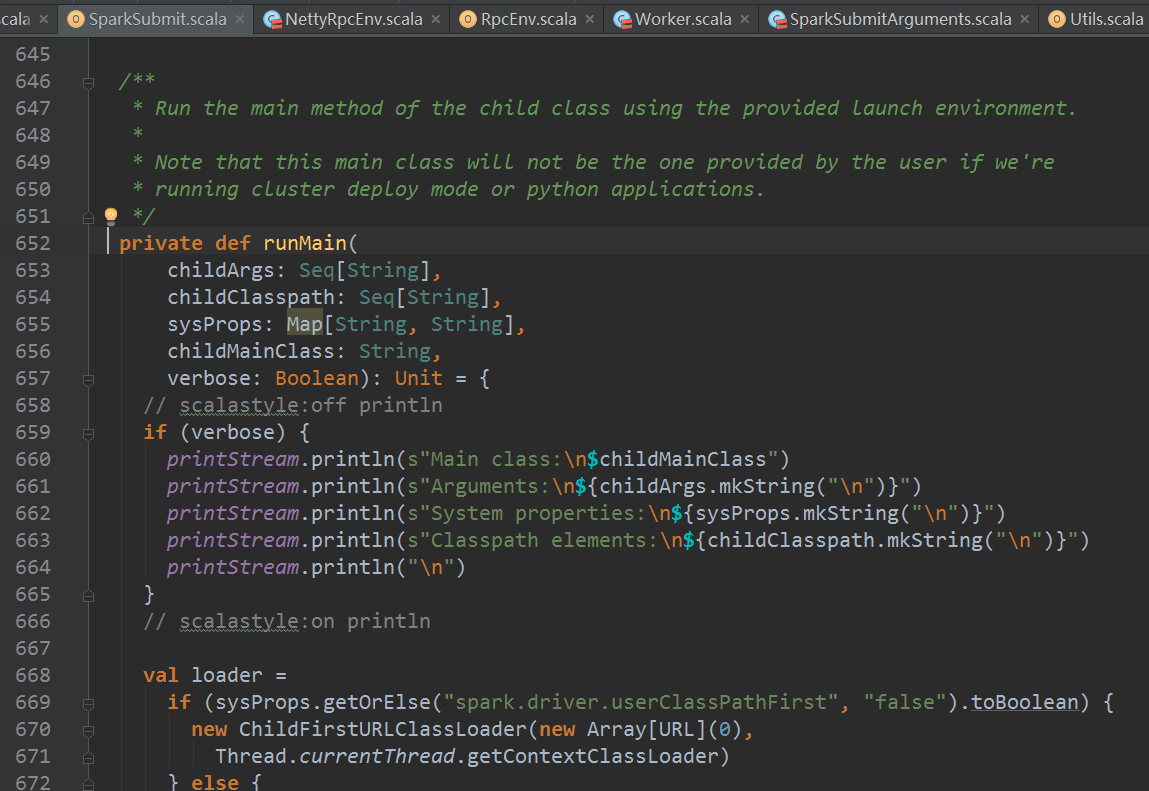 cala × SparkSubmit.scala × NettyRpcEnv.scala × RpcEnv.scala × Worker.scala × SparkSubmitArguments.scala × Utils.scala
645
646 /**
647 * Run the main method of the child class using the provided launch environment.
648 *
649 * Note that this main class will not be the one provided by the user if we're
650 * running cluster deploy mode or python applications.
651 */
652 private def runMain(
653 childArgs: Seq[String],
654 childClasspath: Seq[String],
655 sysProps: Map[String, String],
656 childMainClass: String,
657 verbose: Boolean): Unit = {
658 // scalastyle:off println
659 if (verbose) {
660 printStream.println(s"Main class:\n$childMainClass")
661 printStream.println(s"Arguments:\n${childArgs.mkString("\n")}")
662 printStream.println(s"System properties:\n${sysProps.mkString("\n")}")
663 printStream.println(s"Classpath elements:\n${childClasspath.mkString("\n")}")
664 printStream.println("\n")
665 }
666 // scalastyle:on println
667
668 val loader =
669 if (sysProps.getOrElse("spark.driver.userClassPathFirst", "false").toBoolean) {
670 new ChildFirstURLClassLoader(new Array[URL](0),
671 Thread.currentThread.getContextClassLoader)
672 } else {